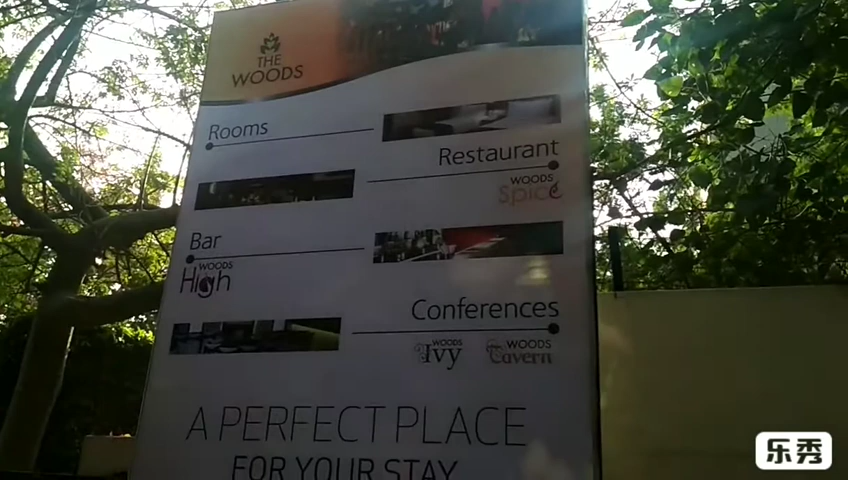 THE
WOODS
Rooms
Restaurant
WOODS
Spice
Bar
WOODS
High
Conferences
WOODS
Ivy
WOODS
Cavern
A PERFECT PLACE
FOR YOUR STAY
乐秀